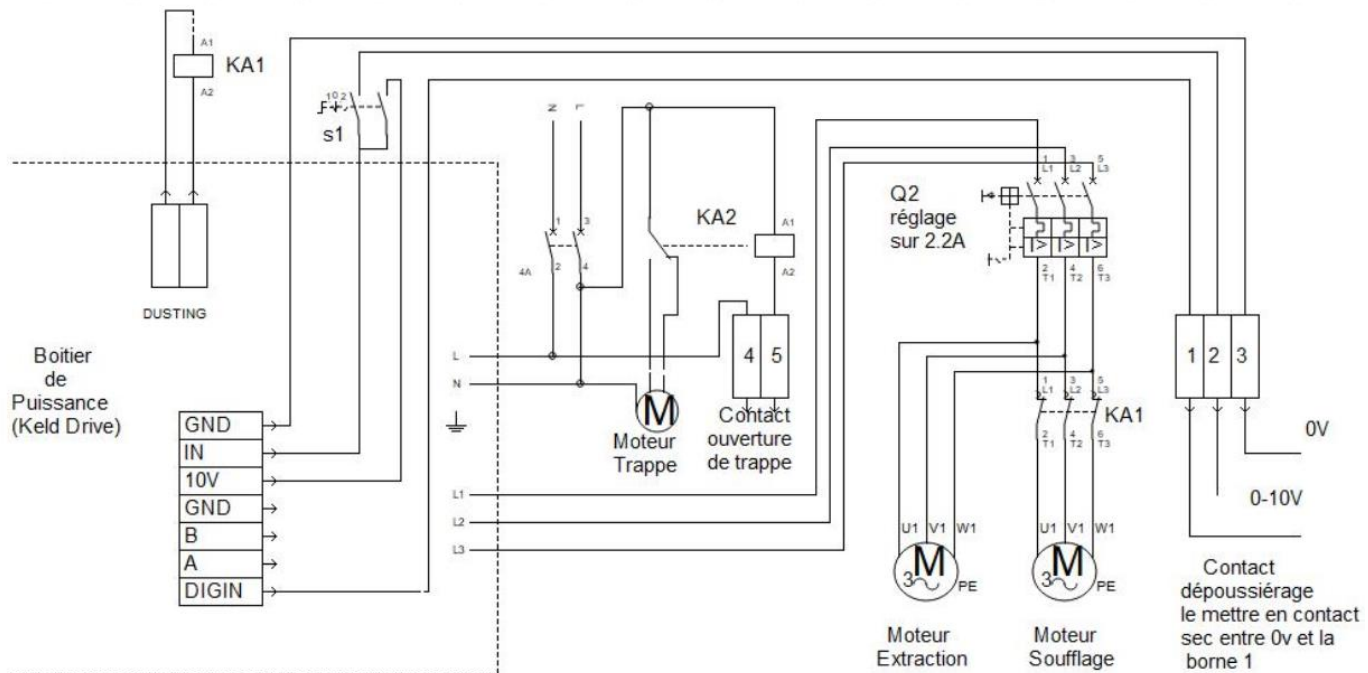 A1
KA1
A2
DUSTING
1 0 2
s1
Boitier
de
Puissance
(Keld Drive)
GND
IN
10V
GND
B
A
DIGIN
N
L
1
3
4A
2
4
KA2
A1
A2
L
N
4
5
M
Moteur
Trappe
Contact
ouverture
de trappe
L1
L2
L3
Q2
réglage
sur 2.2A
1
L1
3
L2
5
L3
I>
I>
I>
2
T1
4
T2
6
T3
1
L1
3
L2
5
L3
KA1
2
T1
4
T2
6
T3
U1 V1 W1
M
3
PE
Moteur
Extraction
U1 V1 W1
M
3
PE
Moteur
Soufflage
1 2 3
0V
0-10V
Contact
dépoussiérage
le mettre en contact
sec entre 0v et la
borne 1